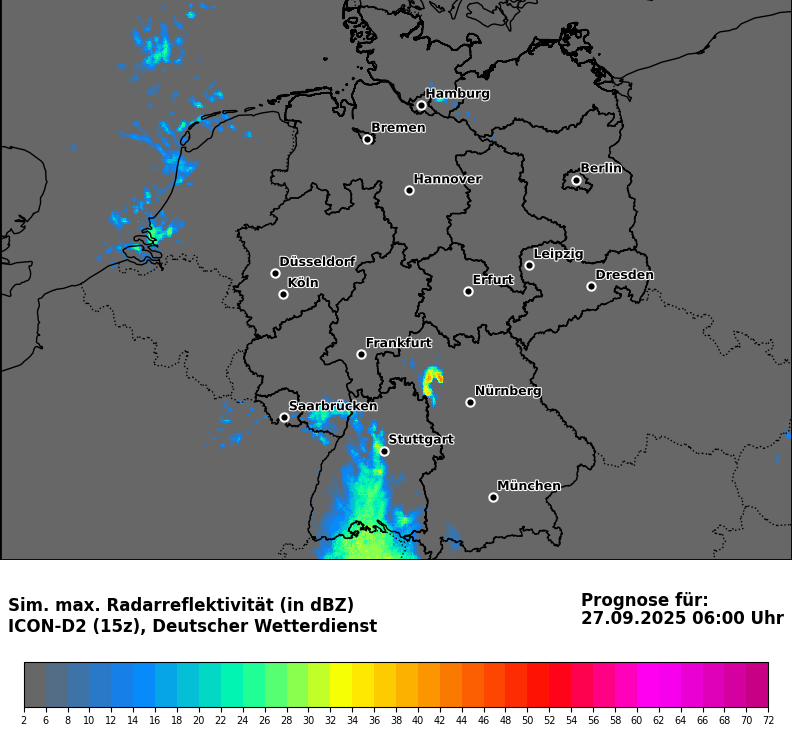 Hamburg
Bremen
Berlin
Hannover
Leipzig
Düsseldorf
Dresden
Erfurt
Köln
Frankfurt
Nürnberg
Saarbrücken
Stuttgart
München
Sim. max. Radarreflektivität (in dBZ)
ICON-D2 (15z), Deutscher Wetterdienst
Prognose für:
27.09.2025 06:00 Uhr
2 6 8 10 12 14 16 18 20 22 24 26 28 30 32 34 36 38 40 42 44 46 48 50 52 54 56 58 60 62 64 66 68 70 72